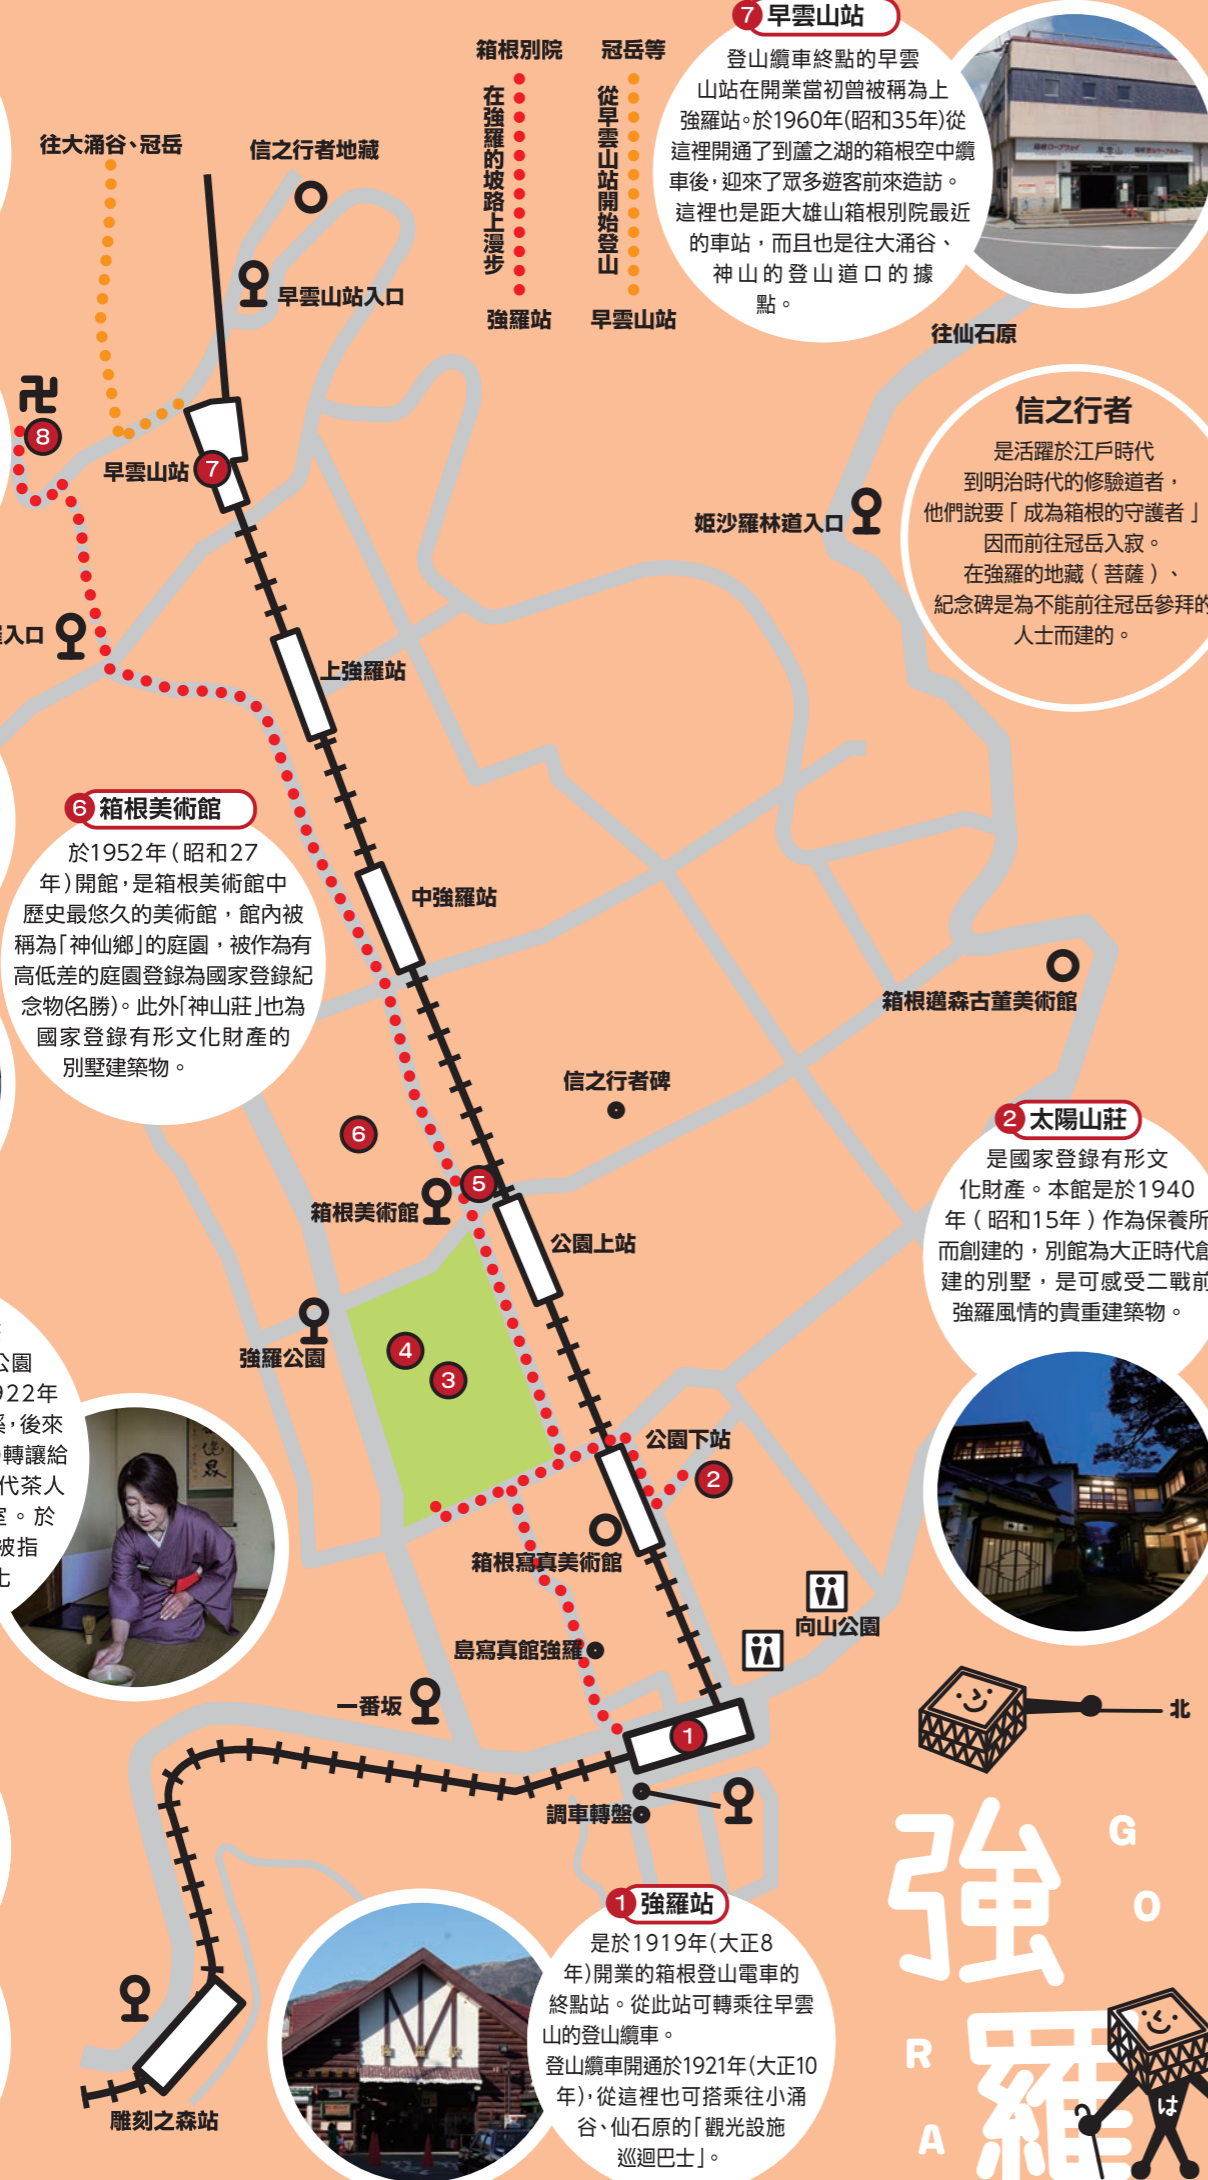 7 早雲山站
登山纜車終點的早雲
山站在開業當初曾被稱為上
強羅站。於1960年(昭和35年)從
這裡開通了到蘆之湖的箱根空中纜
車後，迎來了眾多遊客前來造訪。
這裡也是距大雄山箱根別院最近
的車站，而且也是往大涌谷、
神山的登山道口的據
點。
箱根別院
在強羅的坡路上漫步
強羅站
冠岳等
從早雲山站開始登山
早雲山站
往大涌谷、冠岳
信之行者地藏
早雲山站入口
往仙石原
卍
8
早雲山站
7
信之行者
是活躍於江戶時代
到明治時代的修驗道者，
他們說要「成為箱根的守護者」
因而前往冠岳入寂。
在強羅的地藏（菩薩）、
紀念碑是為不能前往冠岳參拜的
人士而建的。
姬沙羅林道入口
入口
上強羅站
6 箱根美術館
於1952年（昭和27
年）開館，是箱根美術館中
歷史最悠久的美術館，館內被
稱為「神仙鄉」的庭園，被作為有
高低差的庭園登錄為國家登錄紀
念物(名勝)。此外「神山莊」也為
國家登錄有形文化財產的
別墅建築物。
中強羅站
箱根邁森古董美術館
信之行者碑
6
5
箱根美術館
公園上站
2 太陽山莊
是國家登錄有形文
化財產。本館是於1940
年（昭和15年）作為保養所
而創建的，別館為大正時代創
建的別墅，是可感受二戰前
強羅風情的貴重建築物。
強羅公園
4
3
公園
922年
，後來
轉讓給
代茶人
室。於
被指
公園下站
2
箱根寫真美術館
向山公園
島寫真館強羅
一番坂
1
調車轉盤
北
1 強羅站
是於1919年(大正8
年)開業的箱根登山電車的
終點站。從此站可轉乘往早雲
山的登山纜車。
登山纜車開通於1921年(大正10
年)，從這裡也可搭乘往小涌
谷、仙石原的「觀光設施
巡迴巴士」。
雕刻之森站
強羅
GORA
は